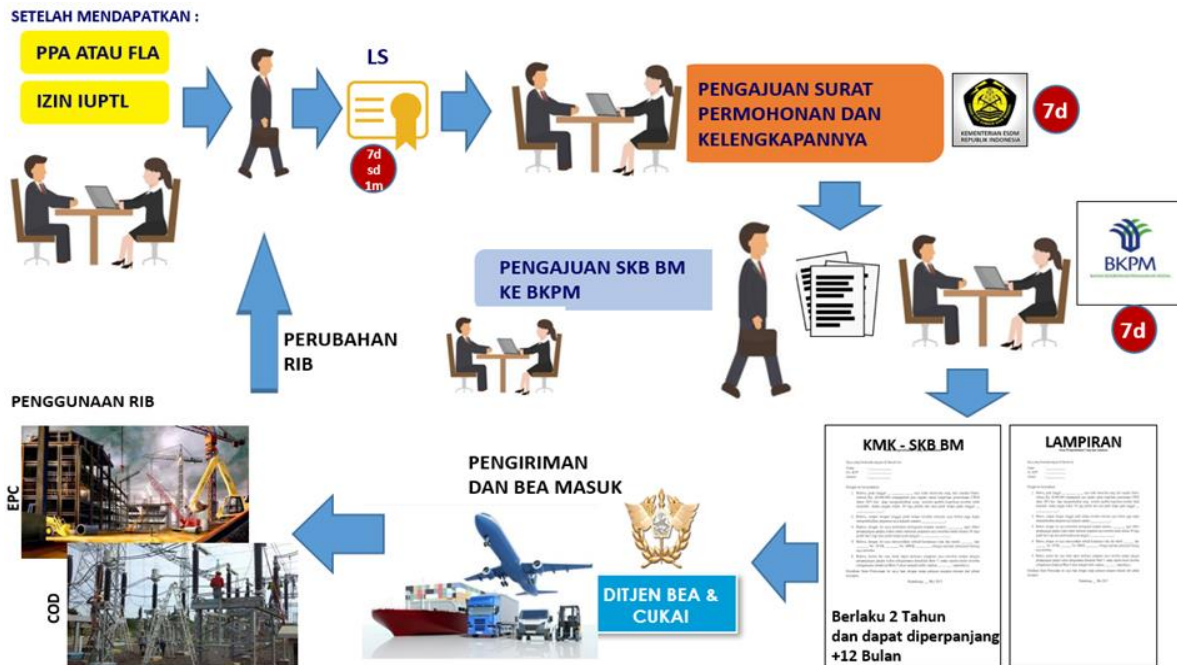 SETELAH MENDAPATKAN :
PPA ATAU FLA
IZIN IUPTL
LS
7d
sd
1m
PENGAJUAN SURAT
PERMOHONAN DAN
KELENGKAPANNYA
KEMENTERIAN ESDM
REPUBLIK INDONESIA
7d
PENGAJUAN SKB BM
KE BKPM
BKPM
7d
PERUBAHAN
RIB
PENGGUNAAN RIB
EPC
COD
PENGIRIMAN
DAN BEA MASUK
DITJEN BEA &
CUKAI
KMK - SKB BM
Berlaku 2 Tahun
dan dapat diperpanjang
+12 Bulan
LAMPIRAN